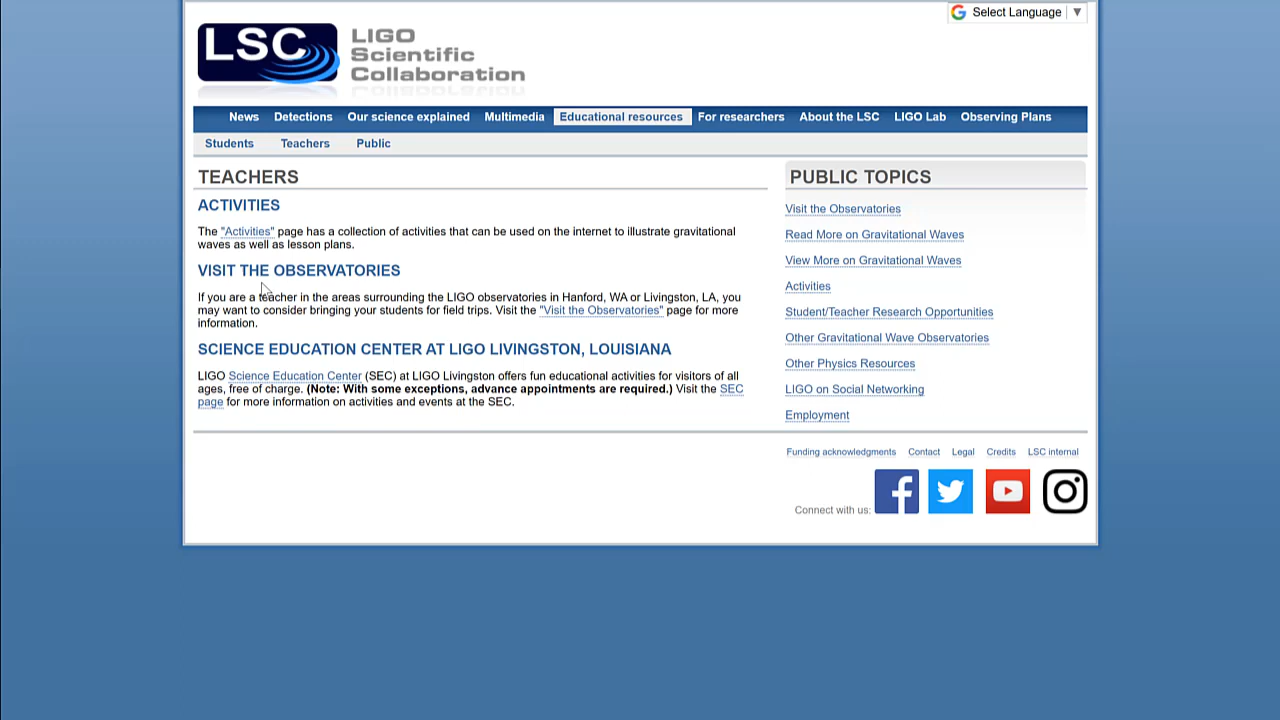 Select Language ▼
LSC
LIGO
Scientific
Collaboration
News Detections Our science explained Multimedia Educational resources For researchers About the LSC LIGO Lab Observing Plans
Students Teachers Public
TEACHERS
ACTIVITIES
The "Activities" page has a collection of activities that can be used on the internet to illustrate gravitational
waves as well as lesson plans.
VISIT THE OBSERVATORIES
If you are a teacher in the areas surrounding the LIGO observatories in Hanford, WA or Livingston, LA, you
may want to consider bringing your students for field trips. Visit the "Visit the Observatories" page for more
information.
SCIENCE EDUCATION CENTER AT LIGO LIVINGSTON, LOUISIANA
LIGO Science Education Center (SEC) at LIGO Livingston offers fun educational activities for visitors of all
ages, free of charge. (Note: With some exceptions, advance appointments are required.) Visit the SEC
page for more information on activities and events at the SEC.
PUBLIC TOPICS
Visit the Observatories
Read More on Gravitational Waves
View More on Gravitational Waves
Activities
Student/Teacher Research Opportunities
Other Gravitational Wave Observatories
Other Physics Resources
LIGO on Social Networking
Employment
Funding acknowledgments Contact Legal Credits LSC internal
Connect with us: